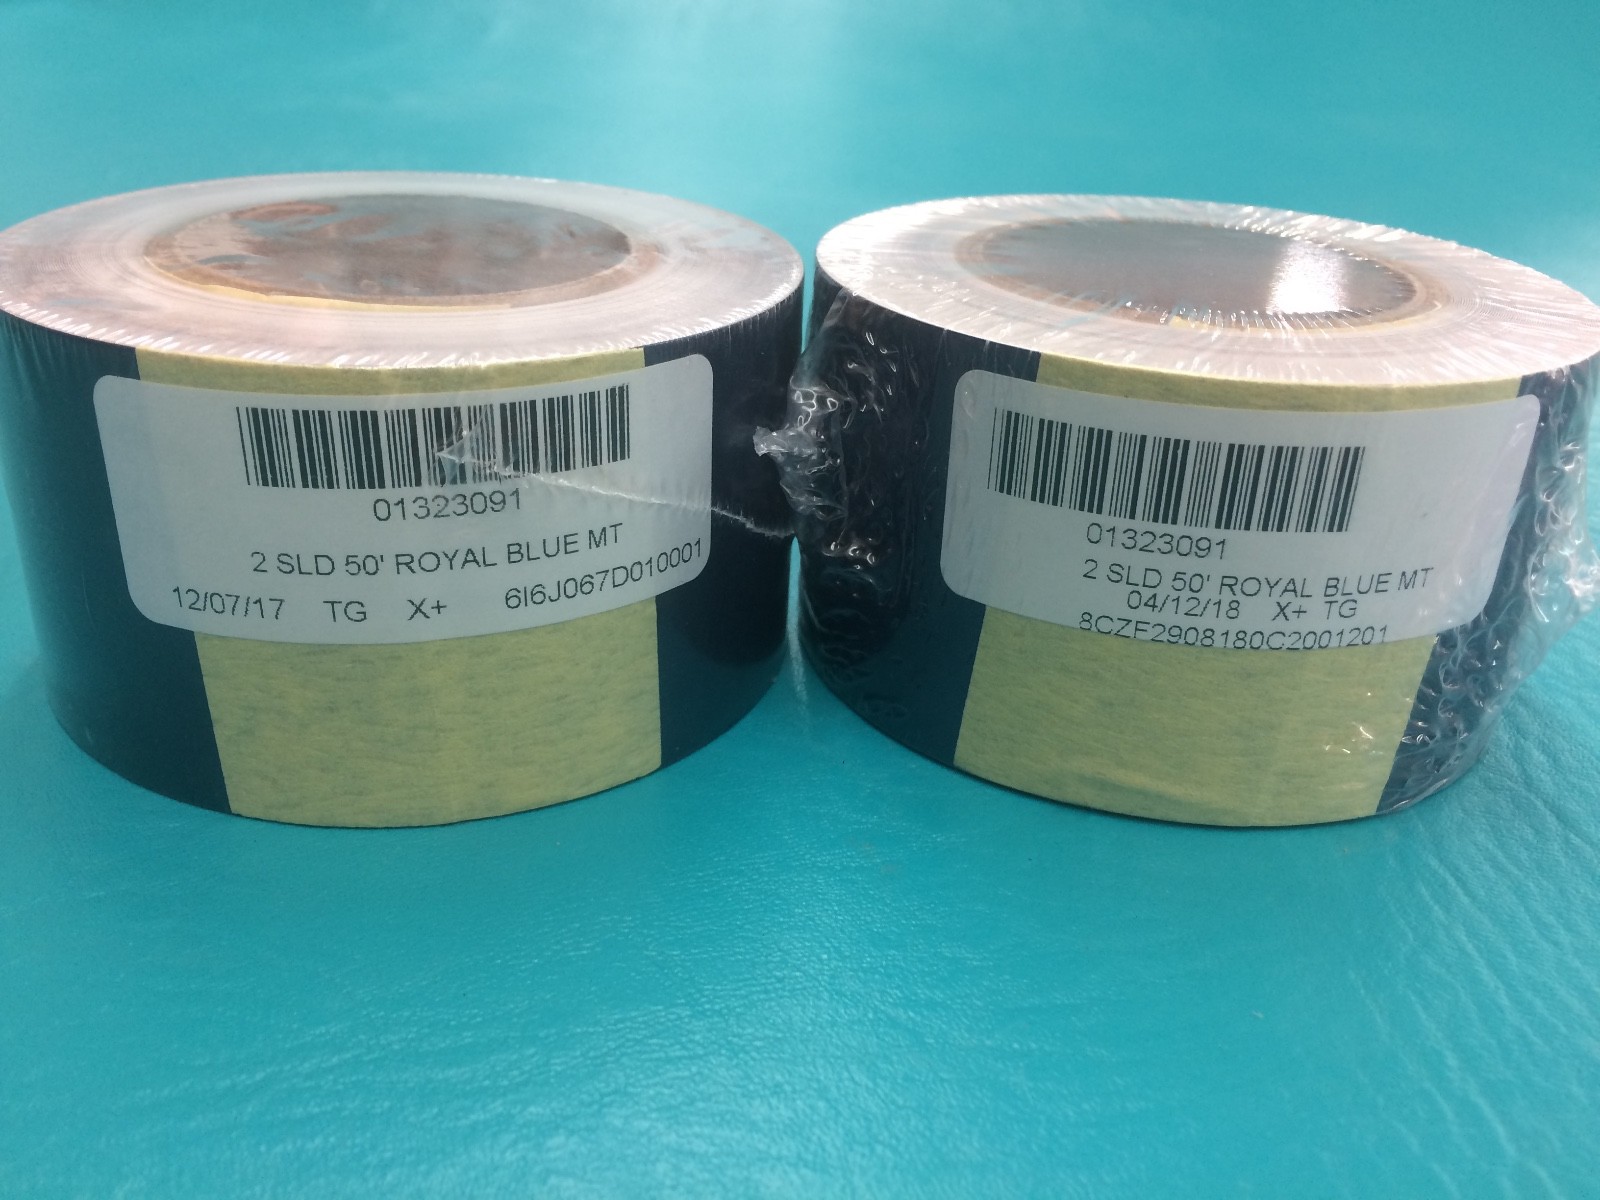 01323091
2 SLD 50' ROYAL BLUE MT
12/07/17 TG X+ 6I6J067D010001
01323091
2 SLD 50' ROYAL BLUE MT
04/12/18 X+ TG
8CZF2908180C2001201